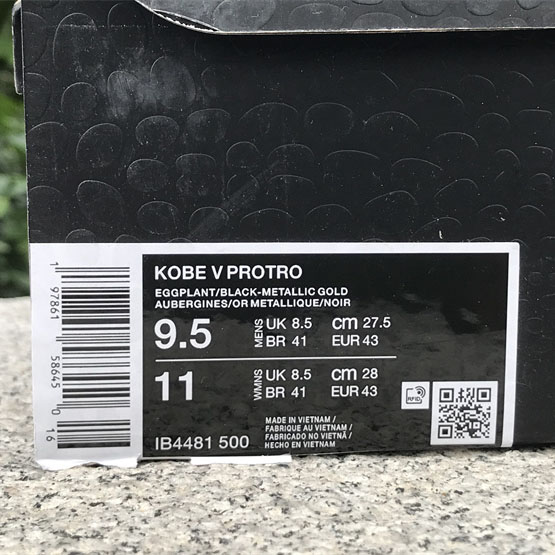 KOBE V PROTRO
EGGPLANT/BLACK-METALLIC GOLD
AUBERGINES/OR METALLIQUE/NOIR
9.5 MENS UK 8.5 cm 27.5
BR 41 EUR 43
11 WMNS UK 8.5 cm 28
BR 41 EUR 43
RFID
IB4481 500
MADE IN VIETNAM /
FABRIQUE AU VIETNAM /
FABRICADO NO VIETNÃ /
HECHO EN VIETNAM
1 97861 58645 0 16